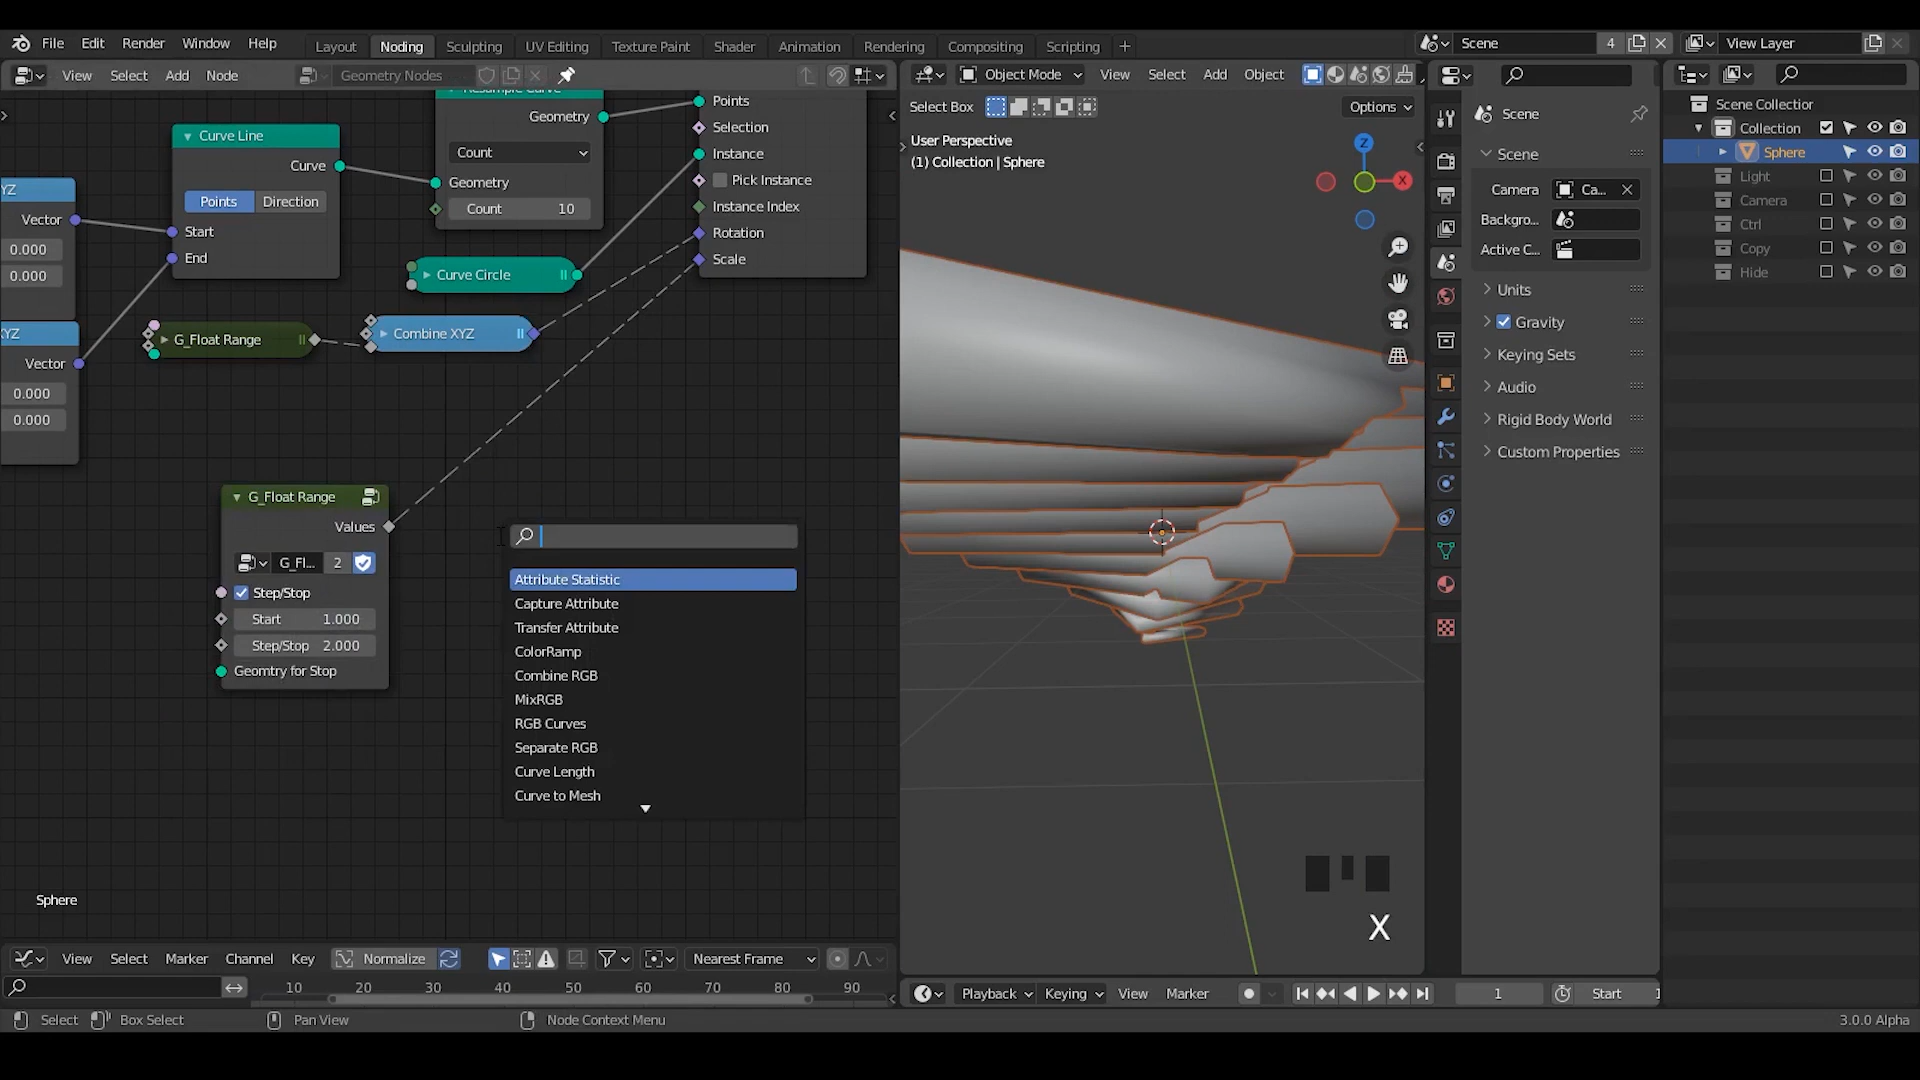 File Edit Render Window Help Layout Noding Sculpting UV Editing Texture Paint Shader Animation Rendering Compositing Scripting + Scene 4 View Layer
View Select Add Node Geometry Nodes Object Mode View Select Add Object
Select Box Options
User Perspective
(1) Collection | Sphere
Z
X
Resample Curve
Geometry
Count
Geometry
Count 10
Points
Selection
Instance
Pick Instance
Instance Index
Rotation
Scale
Curve Line
Curve
Points Direction
Start
End
YZ
Vector
0.000
0.000
XYZ
Vector
0.000
0.000
Curve Circle
G_Float Range
Combine XYZ
G_Float Range
Values
G_Fl... 2
Step/Stop
Start 1.000
Step/Stop 2.000
Geomtry for Stop
Attribute Statistic
Capture Attribute
Transfer Attribute
ColorRamp
Combine RGB
MixRGB
RGB Curves
Separate RGB
Curve Length
Curve to Mesh
Sphere
X
Scene
Scene
Camera Ca...
Backgro...
Active C...
Units
Gravity
Keying Sets
Audio
Rigid Body World
Custom Properties
Scene Collection
Collection
Sphere
Light
Camera
Ctrl
Copy
Hide
View Select Marker Channel Key Normalize Nearest Frame
10 20 30 40 50 60 70 80 90
Playback Keying View Marker 1 Start
Select Box Select Pan View Node Context Menu 3.0.0 Alpha